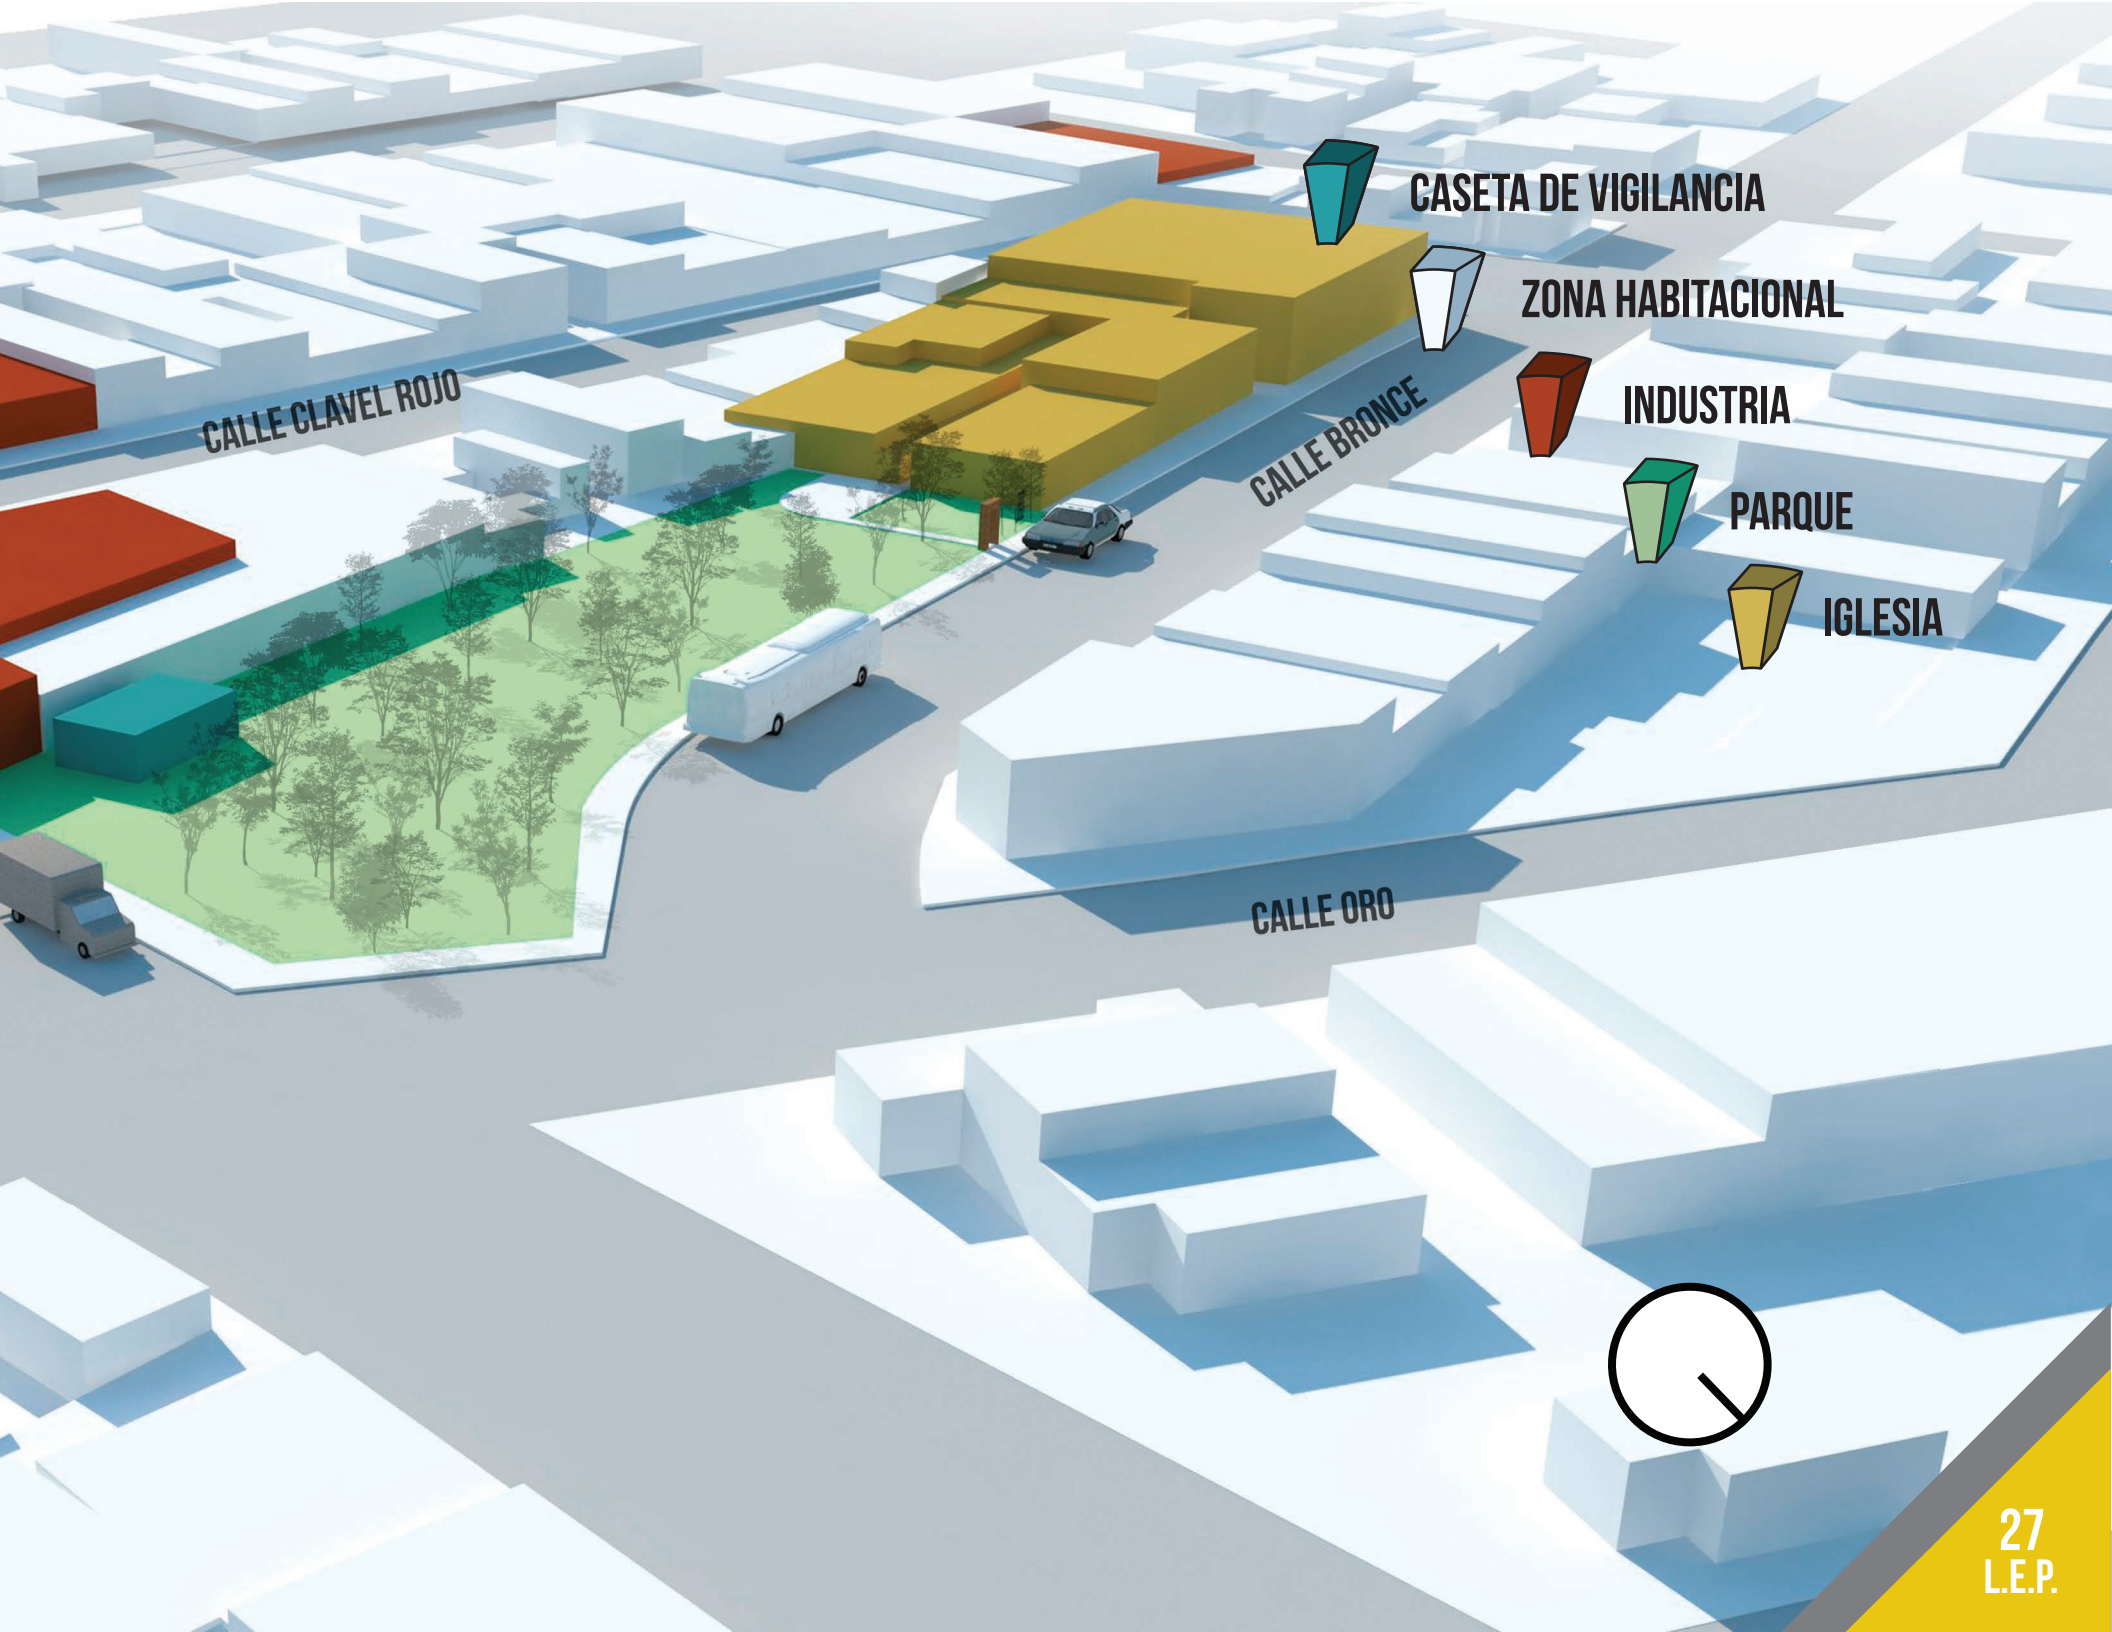 CASETA DE VIGILANCIA
ZONA HABITACIONAL
CALLE CLAVEL ROJO
CALLE BRONCE
INDUSTRIA
PARQUE
IGLESIA
CALLE ORO
27
L.E.P.